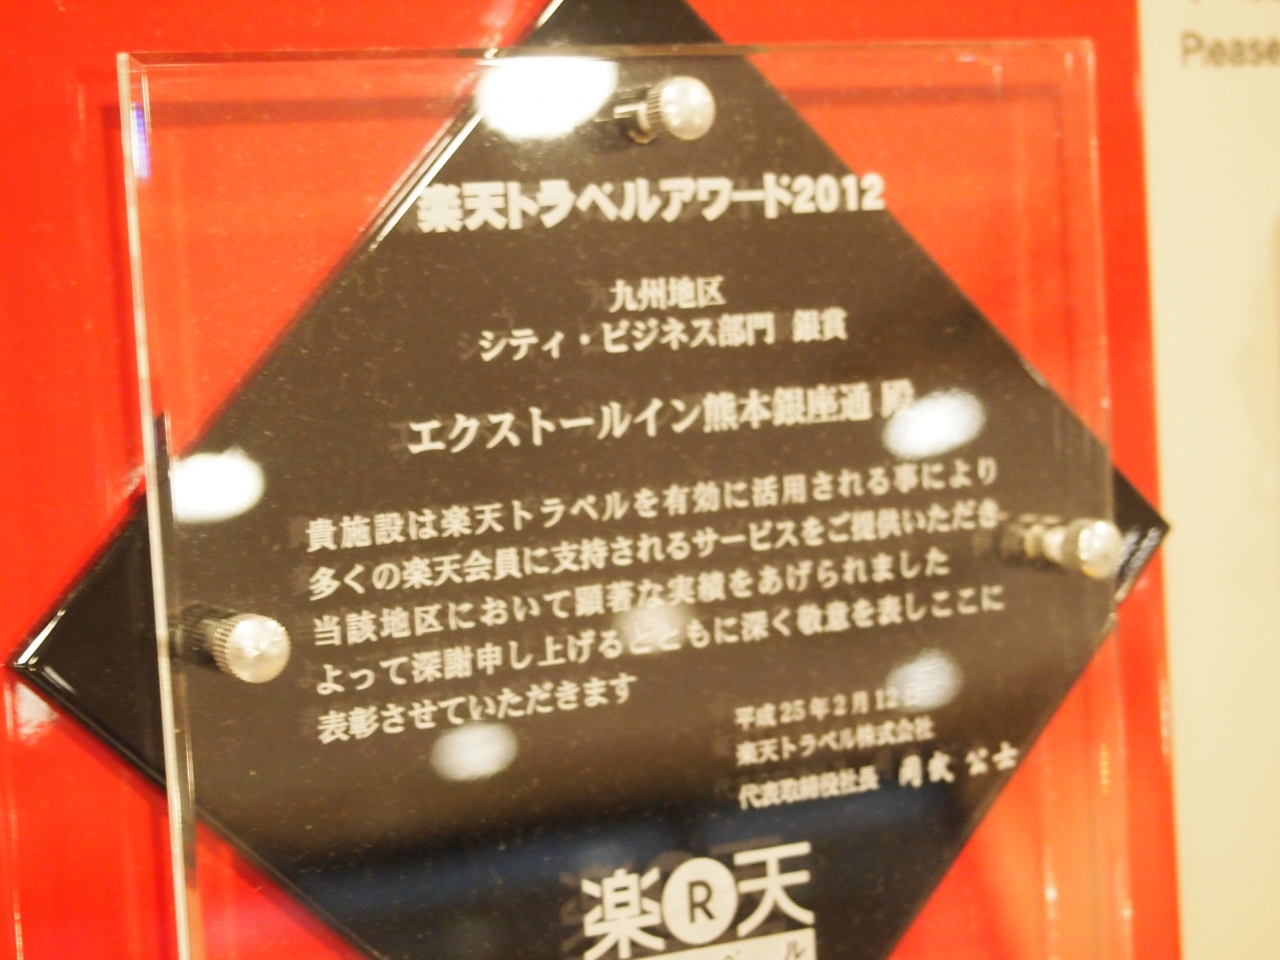 Please
楽天トラベルアワード2012
九州地区
シティ・ビジネス部門 銀賞
エクストールイン熊本銀座通 殿
貴施設は楽天トラベルを有効に活用される事により
多くの楽天会員に支持されるサービスをご提供いただき
当該地区において顕著な実績をあげられました
よって深謝申し上げるとともに深く敬意を表しここに
表彰させていただきます
平成25年2月12日
楽天トラベル株式会社
代表取締役社長 岡武 公士
楽R天
ベル